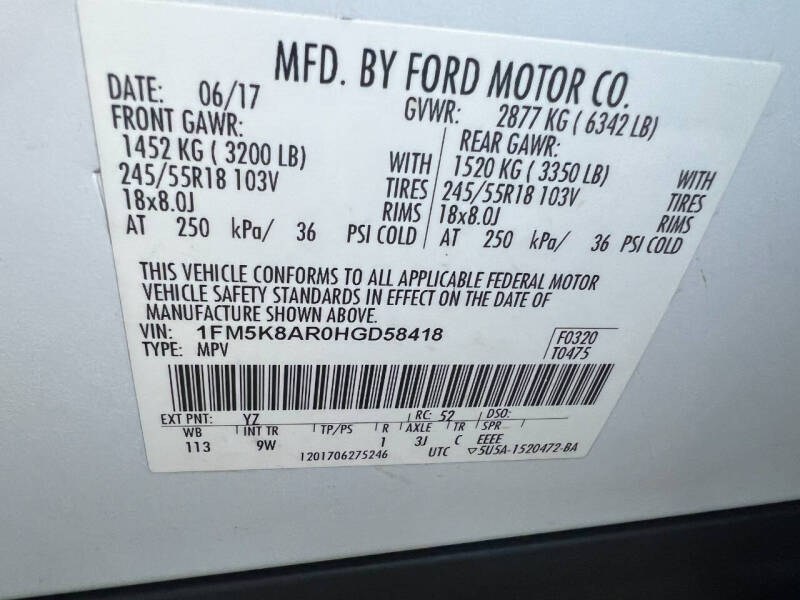 MFD. BY FORD MOTOR CO.
DATE: 06/17 GVWR: 2877 KG ( 6342 LB)
FRONT GAWR: REAR GAWR:
1452 KG ( 3200 LB) WITH 1520 KG ( 3350 LB) WITH
245/55R18 103V TIRES 245/55R18 103V TIRES
18x8.0J RIMS 18x8.0J RIMS
AT 250 kPa/ 36 PSI COLD AT 250 kPa/ 36 PSI COLD
THIS VEHICLE CONFORMS TO ALL APPLICABLE FEDERAL MOTOR
VEHICLE SAFETY STANDARDS IN EFFECT ON THE DATE OF
MANUFACTURE SHOWN ABOVE.
VIN: 1FM5K8AR0HGD58418 F0320
TYPE: MPV T0475
EXT PNT: YZ RC: 52 DSO:
WB INT TR TP/PS R AXLE TR SPR
113 9W 1 3J C EEEE
1201706275246 UTC ▽5U5A-1520472-BA